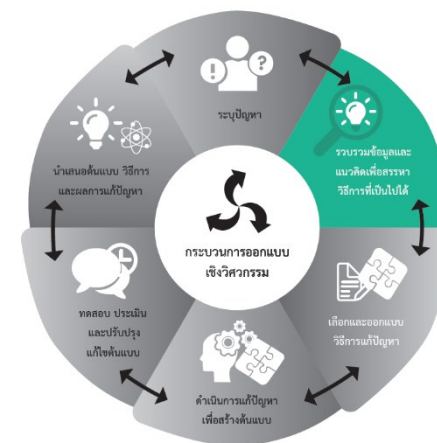 ระบุปัญหา
รวบรวมข้อมูลและ
แนวคิดเพื่อสรรหา
วิธีการที่เป็นไปได้
เลือกและออกแบบ
วิธีการแก้ปัญหา
ดำเนินการแก้ปัญหา
เพื่อสร้างต้นแบบ
ทดสอบ ประเมิน
และปรับปรุง
แก้ไขต้นแบบ
นำเสนอต้นแบบ วิธีการ
และผลการแก้ปัญหา
กระบวนการออกแบบ
เชิงวิศวกรรม